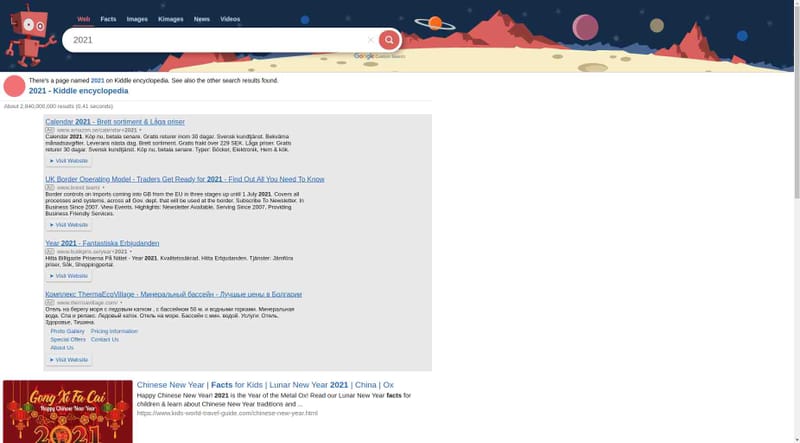 Web Facts Images Kimages News Videos
2021
Google Custom Search
There's a page named 2021 on Kiddle encyclopedia. See also the other search results found.
2021 - Kiddle encyclopedia
About 2,840,000,000 results (0.41 seconds)
Calendar 2021 - Brett sortiment & Låga priser
Ad www.amazon.se/calendar+2021
Calendar 2021. Köp nu, betala senare. Gratis returer inom 30 dagar. Svensk kundtjänst. Bekväma
månadsavgifter. Leverans nästa dag. Brett sortiment. Gratis frakt över 229 SEK. Låga priser. Gratis
returer 30 dagar. Svensk kundtjänst. Köp nu, betala senare. Typer: Böcker, Elektronik, Hem & kök.
Visit Website
UK Border Operating Model - Traders Get Ready for 2021 - Find Out All You Need To Know
Ad
Border controls on imports coming into GB from the EU in three stages up until 1 July 2021. Covers all
processes and systems, across all Gov. dept. that will be used at the border. Subscribe To Newsletter. In
Business Since 2007. View Events. Highlights: Newsletter Available, Serving Since 2007, Providing
Business Friendly Services.
Visit Website
Year 2021 - Fantastiska Erbjudanden
Ad
Hitta Billigaste Priserna På Nätet - Year 2021. Kvalitetssäkrad. Hitta Erbjudanden. Tjänster: Jämföra
priser, Sök, Shoppingportal.
Visit Website
Комплекс ThermaEcoVillage - Минеральный бассейн - Лучшие цены в Болгарии
Ad www.thermavillage.com/
Отель на берегу моря с ледовым катком , с бассейном 50 м. и водными горками. Минеральная
вода. Спа и релакс. Ледовый каток. Отель на море. Бассейн с мин. водой. Услуги: Отель,
Здоровье, Тишина.
Photo Gallery Pricing Information
Special Offers Contact Us
About Us
Visit Website
Gong Xi Fa Cai
Happy Chinese New Year
2021
Chinese New Year | Facts for Kids | Lunar New Year 2021 | China | Ox
Happy Chinese New Year! 2021 is the Year of the Metal Ox! Read our Lunar New Year facts for
children & learn about Chinese New Year traditions and ...
https://www.kids-world-travel-guide.com/chinese-new-year.html